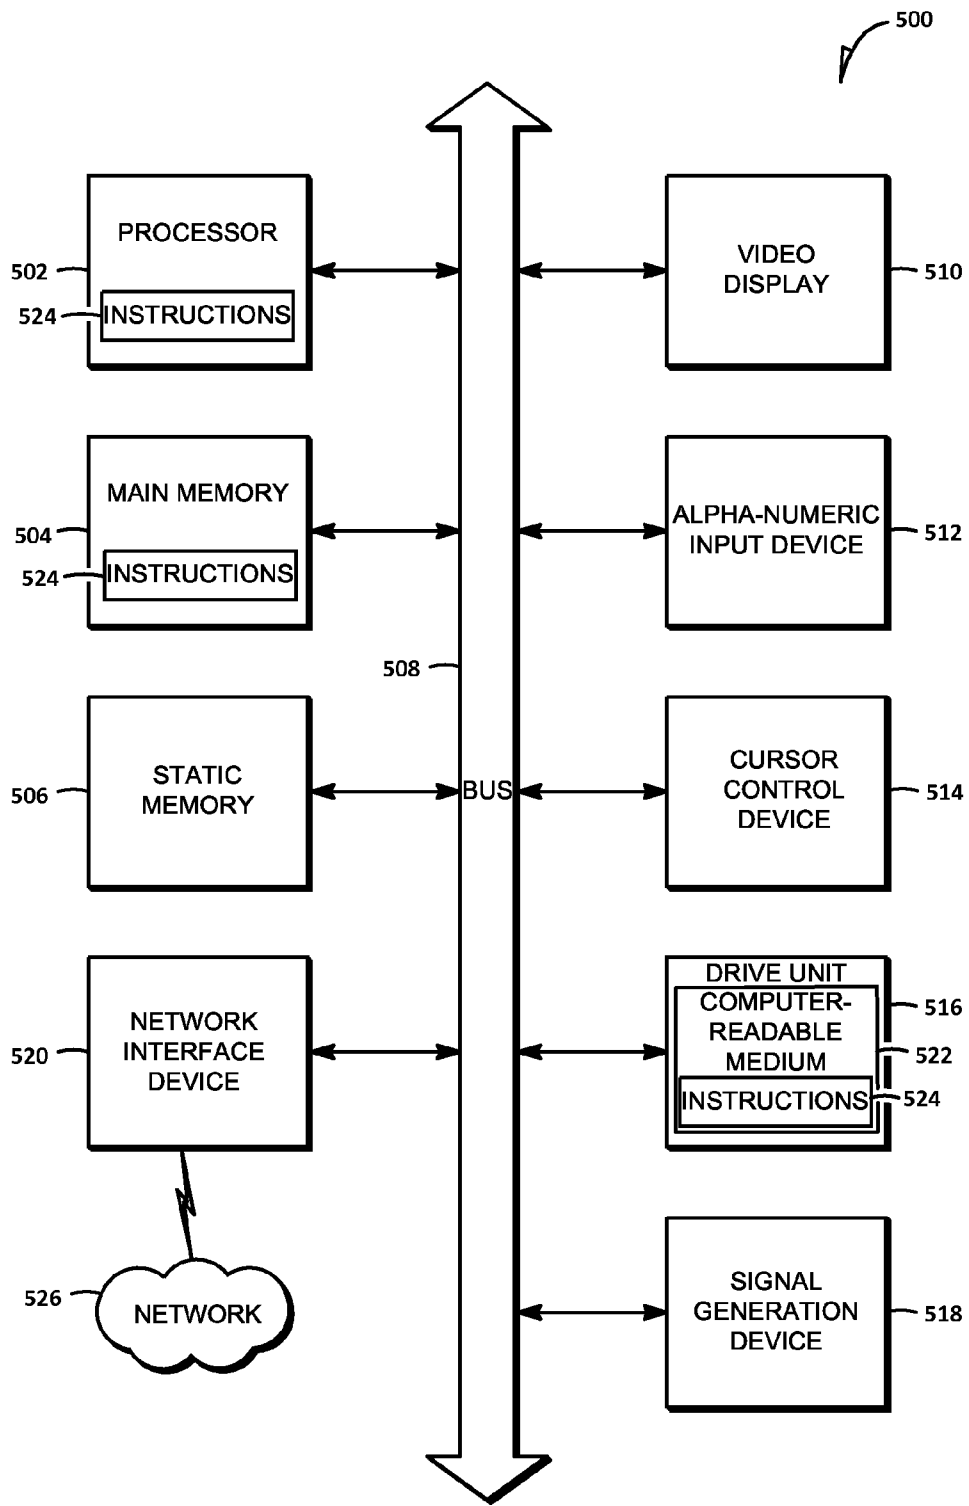 500
PROCESSOR
502
524
INSTRUCTIONS
VIDEO
DISPLAY
510
MAIN MEMORY
504
524
INSTRUCTIONS
ALPHA-NUMERIC
INPUT DEVICE
512
508
STATIC
MEMORY
506
BUS
CURSOR
CONTROL
DEVICE
514
NETWORK
INTERFACE
DEVICE
520
DRIVE UNIT
COMPUTER-
READABLE
MEDIUM
INSTRUCTIONS
516
522
524
526
NETWORK
SIGNAL
GENERATION
DEVICE
518